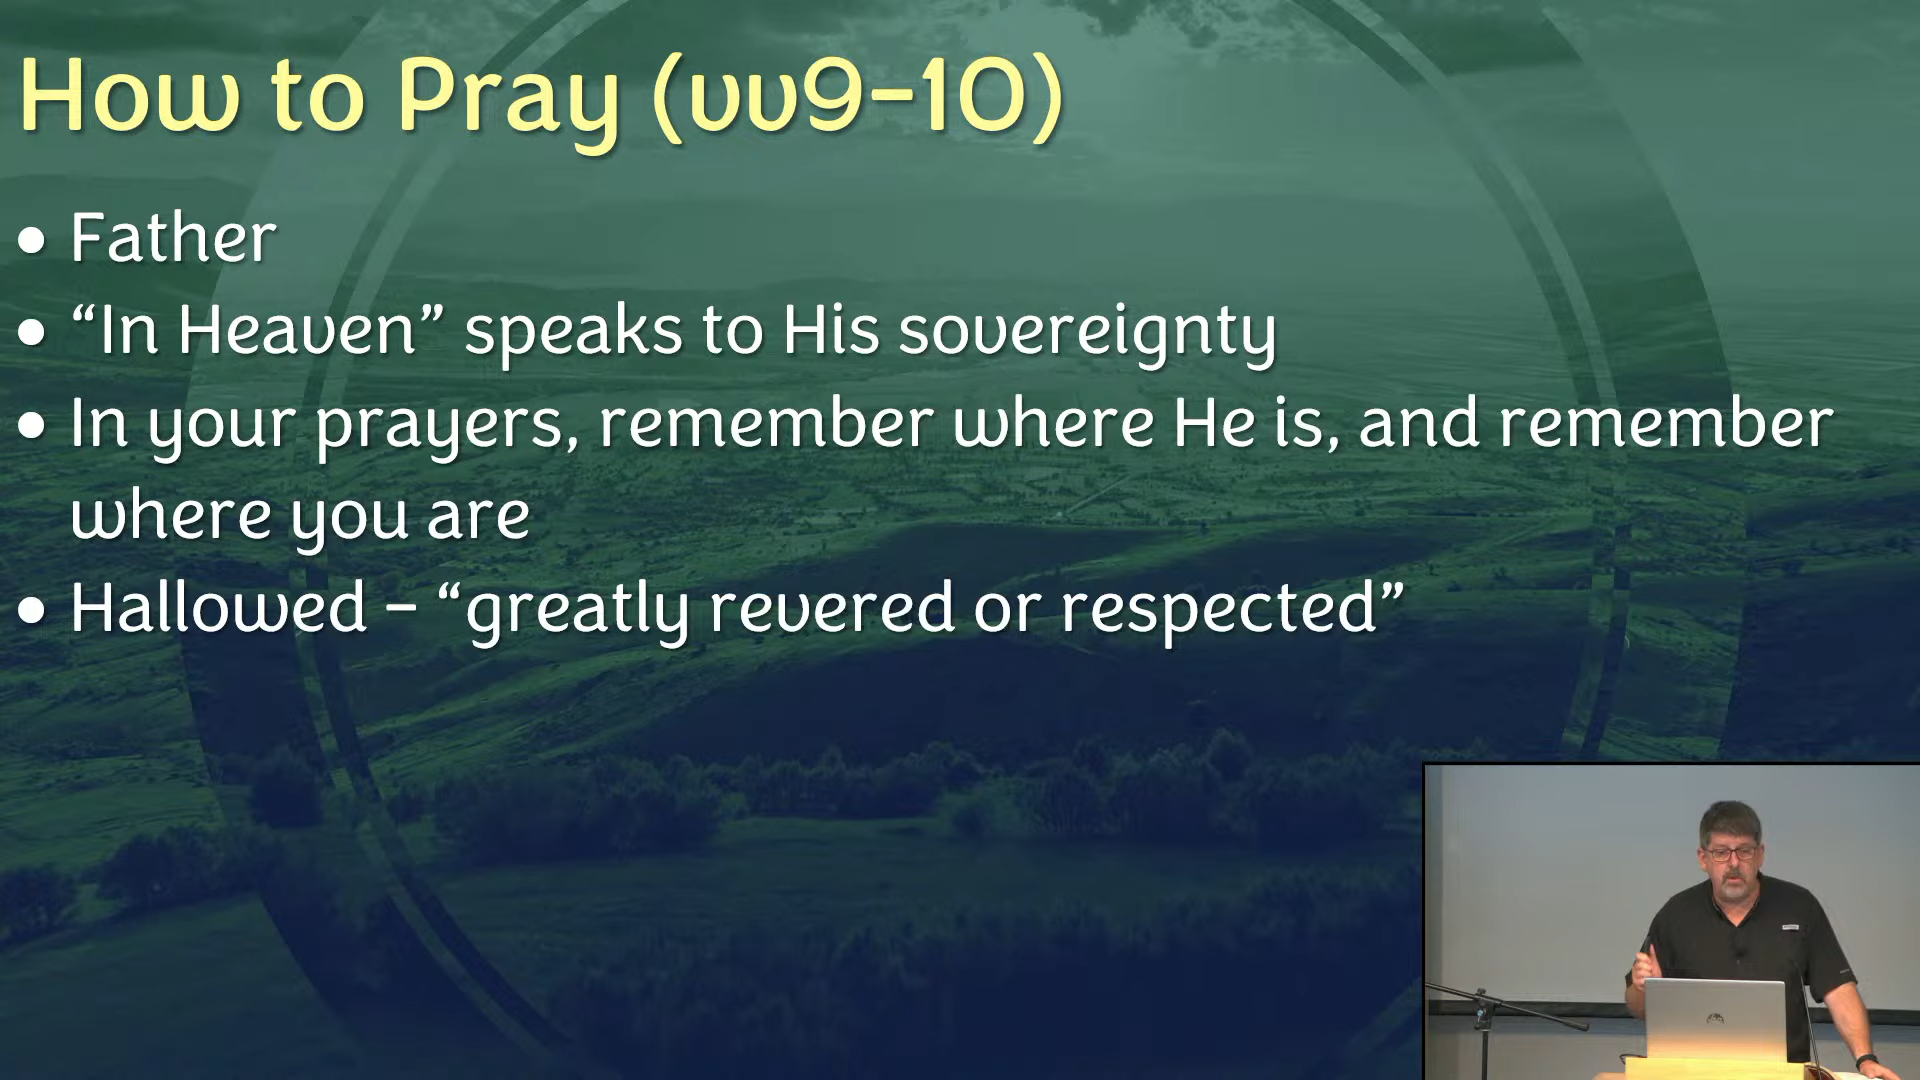 How to Pray (vv9-10)
• Father
• “In Heaven” speaks to His sovereignty
• In your prayers, remember where He is, and remember
where you are
• Hallowed – “greatly revered or respected”